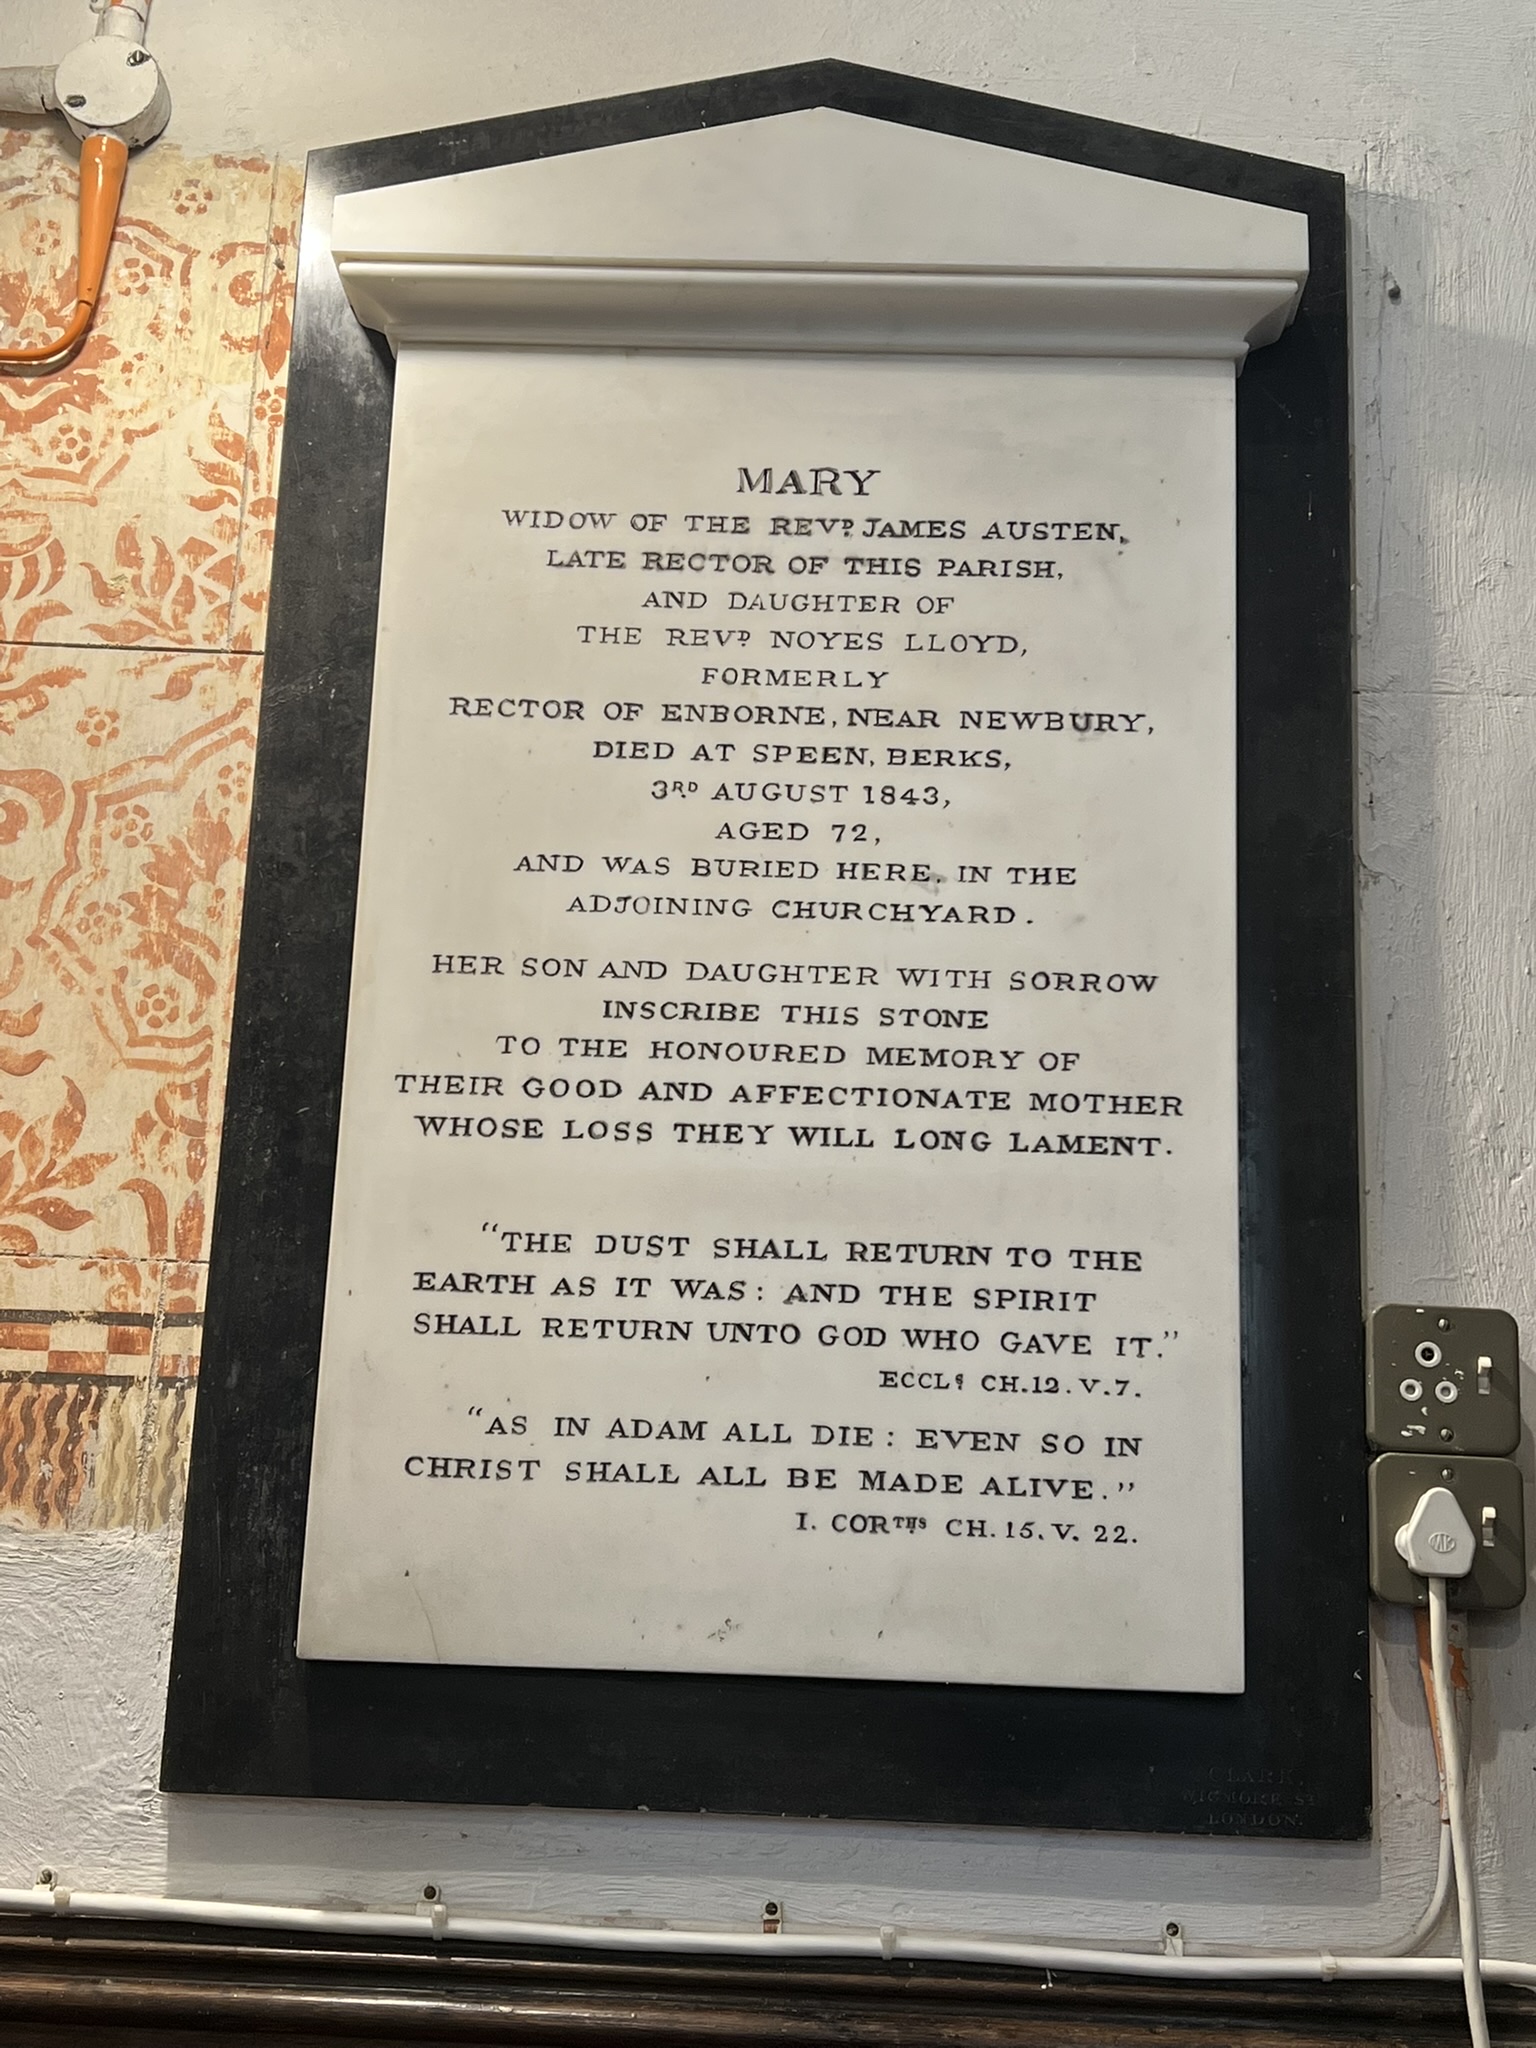 MARY
WIDOW OF THE REVD. JAMES AUSTEN,
LATE RECTOR OF THIS PARISH,
AND DAUGHTER OF
THE REVD. NOYES LLOYD,
FORMERLY
RECTOR OF ENBORNE, NEAR NEWBURY,
DIED AT SPEEN, BERKS,
3RD. AUGUST 1843,
AGED 72,
AND WAS BURIED HERE. IN THE
ADJOINING CHURCHYARD.
HER SON AND DAUGHTER WITH SORROW
INSCRIBE THIS STONE
TO THE HONOURED MEMORY OF
THEIR GOOD AND AFFECTIONATE MOTHER
WHOSE LOSS THEY WILL LONG LAMENT.
“THE DUST SHALL RETURN TO THE
EARTH AS IT WAS: AND THE SPIRIT
SHALL RETURN UNTO GOD WHO GAVE IT.”
ECCLS. CH.12.V.7.
“AS IN ADAM ALL DIE: EVEN SO IN
CHRIST SHALL ALL BE MADE ALIVE.”
I. CORTHS. CH.15.V. 22.
CLARK,
WIGMORE ST
LONDON.